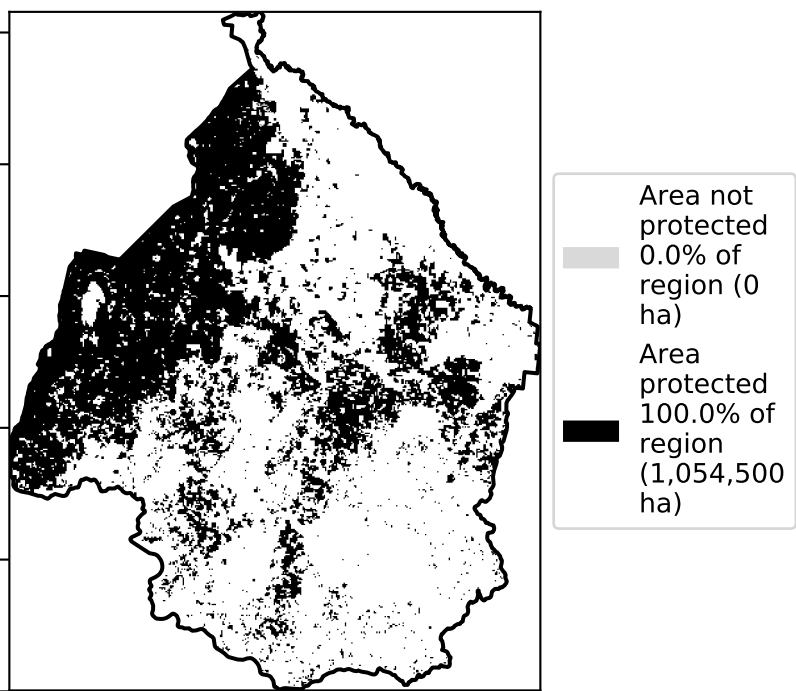 Area not
protected
0.0% of
region (0
ha)
Area
protected
100.0% of
region
(1,054,500
ha)